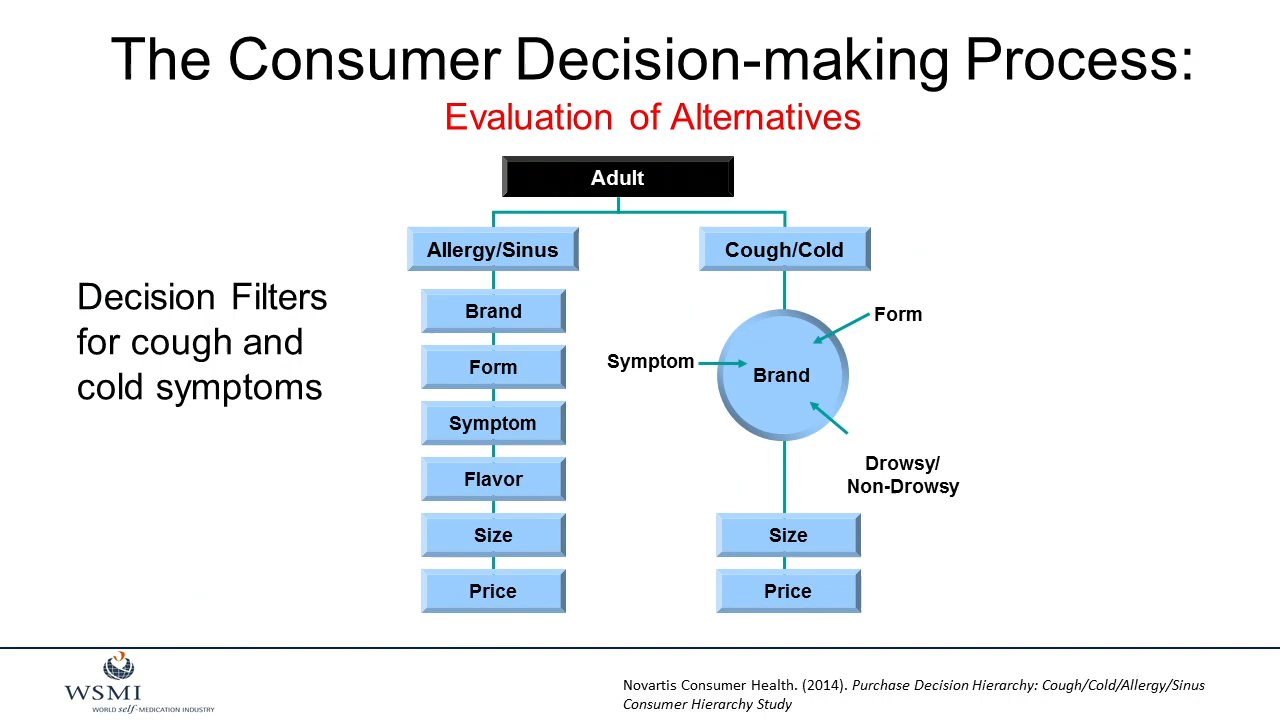 The Consumer Decision-making Process:
Evaluation of Alternatives
Adult
Allergy/Sinus
Cough/Cold
Decision Filters
for cough and
cold symptoms
Brand
Form
Symptom
Flavor
Size
Price
Form
Symptom
Brand
Drowsy/
Non-Drowsy
Size
Price
WSMI
WORLD self-MEDICATION INDUSTRY
Novartis Consumer Health. (2014). Purchase Decision Hierarchy: Cough/Cold/Allergy/Sinus
Consumer Hierarchy Study